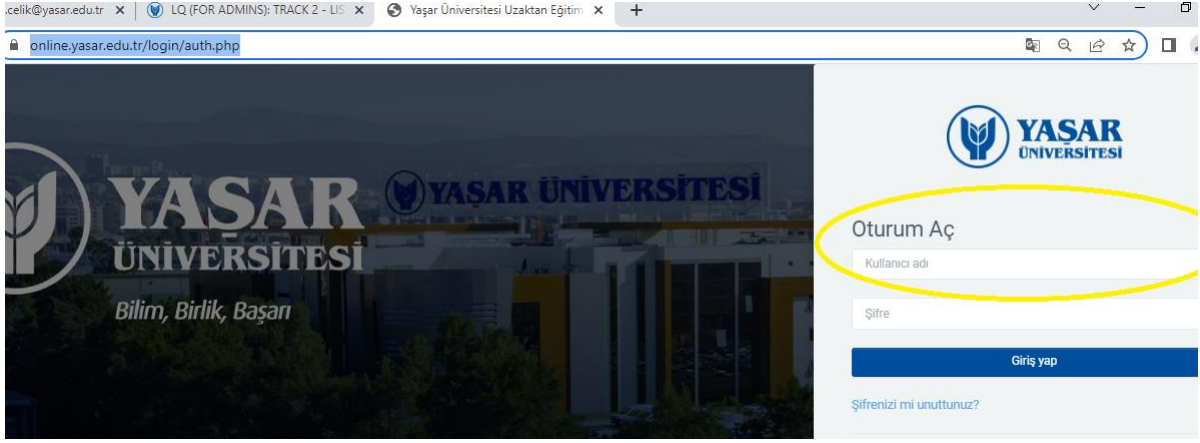 .celik@yasar.edu.tr
LQ (FOR ADMINS): TRACK 2 - LIS
Yaşar Üniversitesi Uzaktan Eğitim
online.yasar.edu.tr/login/auth.php
YAŞAR
ÜNİVERSİTESİ
YAŞAR
ÜNİVERSİTESİ
Bilim, Birlik, Başarı
YAŞAR ÜNİVERSİTESİ
Oturum Aç
Kullanıcı adı
Şifre
Giriş yap
Şifrenizi mi unuttunuz?